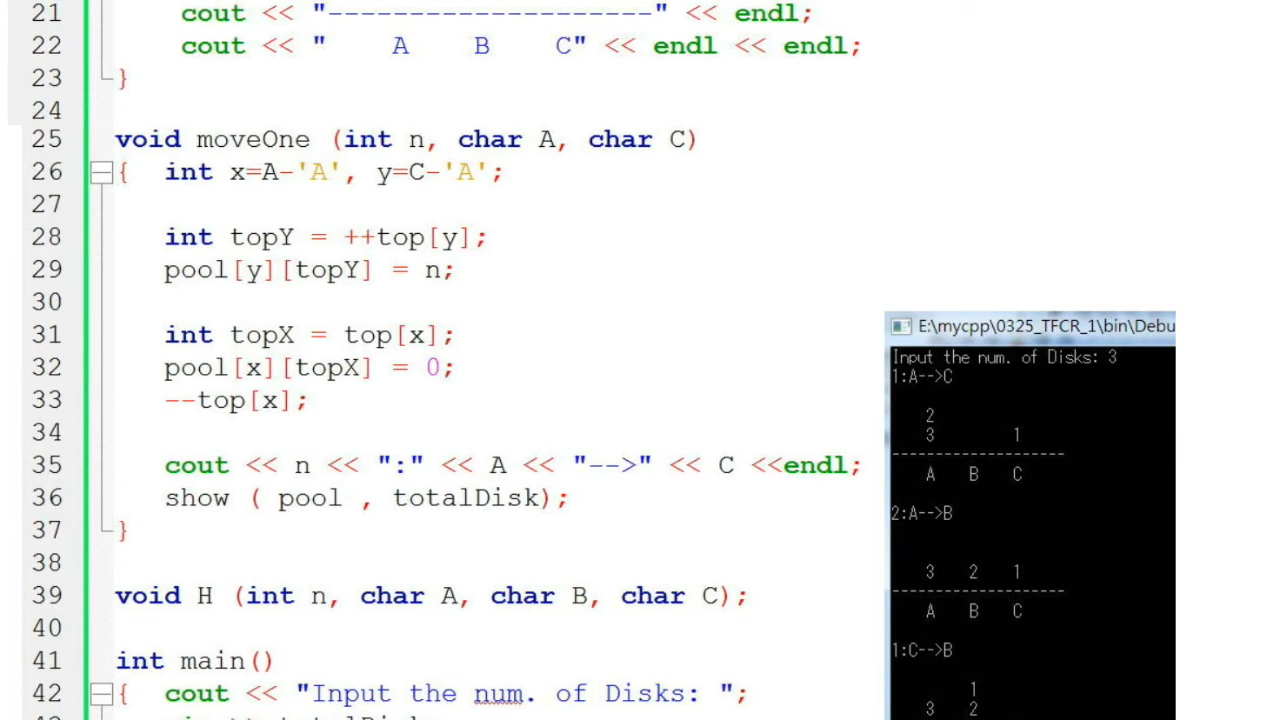 21 cout << "--------------------" << endl;
22 cout << "    A    B    C" << endl << endl;
23 }
24
25 void moveOne (int n, char A, char C)
26 {  int x=A-'A', y=C-'A';
27
28 int topY = ++top[y];
29 pool[y][topY] = n;
30
31 int topX = top[x];
32 pool[x][topX] = 0;
33 --top[x];
34
35 cout << n << ":" << A << "-->" << C <<endl;
36 show ( pool , totalDisk);
37 }
38
39 void H (int n, char A, char B, char C);
40
41 int main()
42 {  cout << "Input the num. of Disks: ";
E:\mycpp\0325_TFCR_1\bin\Debu
Input the num. of Disks: 3
1:A-->C
2
3 1
--------------------
A B C
2:A-->B
3 2 1
--------------------
A B C
1:C-->B
1
3 2